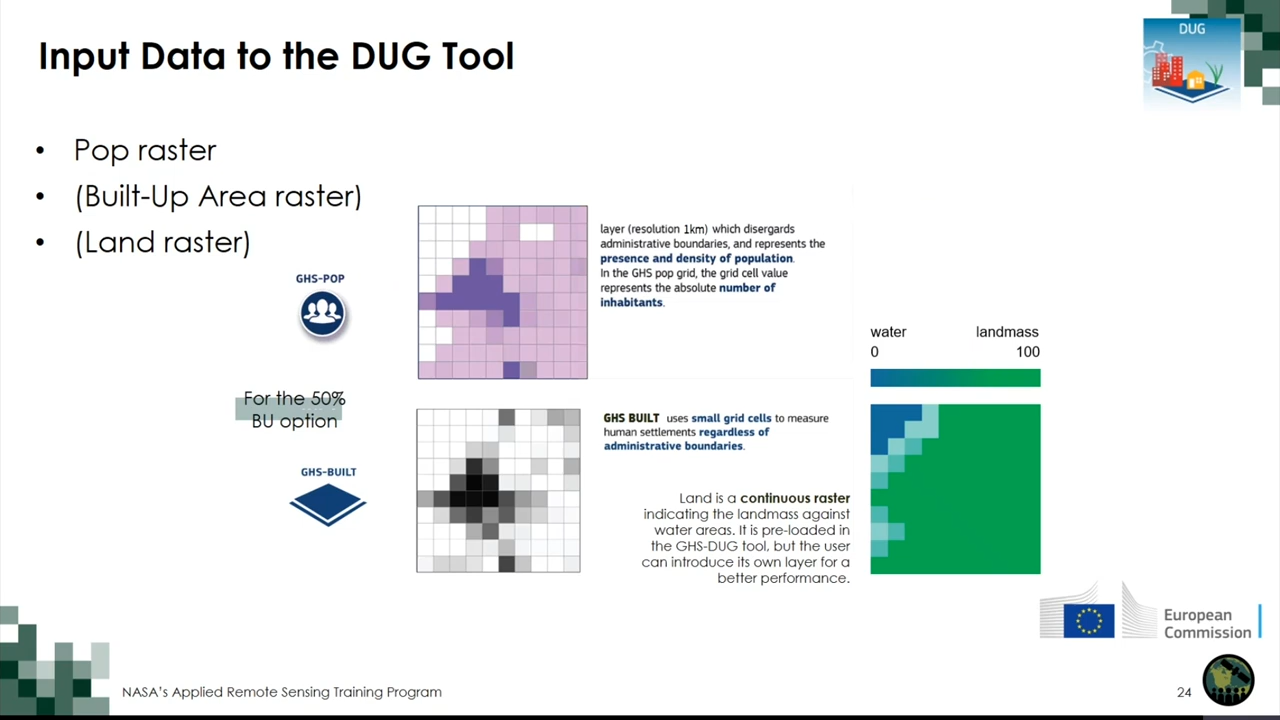 Input Data to the DUG Tool
DUG
• Pop raster
• (Built-Up Area raster)
• (Land raster)
GHS-POP
layer (resolution 1km) which disergards
administrative boundaries, and represents the
presence and density of population.
In the GHS pop grid, the grid cell value
represents the absolute number of
inhabitants.
water landmass
0 100
For the 50%
BU option
GHS-BUILT
GHS BUILT uses small grid cells to measure
human settlements regardless of
administrative boundaries.
Land is a continuous raster
indicating the landmass against
water areas. It is pre-loaded in
the GHS-DUG tool, but the user
can introduce its own layer for a
better performance.
European
Commission
NASA's Applied Remote Sensing Training Program
24